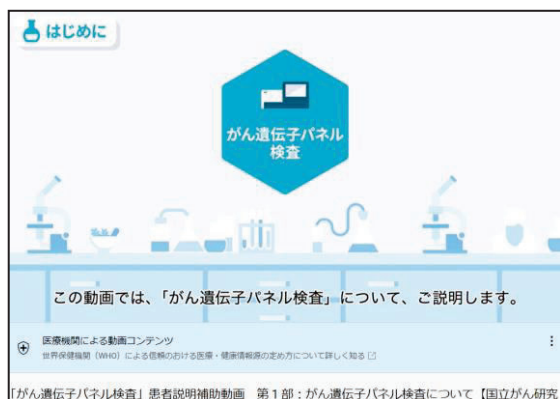 はじめに
がん遺伝子パネル
検査
この動画では、「がん遺伝子パネル検査」について、ご説明します。
医療機関による動画コンテンツ
世界保健機関（WHO）による信頼のおける医療・健康情報源の定め方について詳しく知る
「がん遺伝子パネル検査」患者説明補助動画　第1部：がん遺伝子パネル検査について【国立がん研究